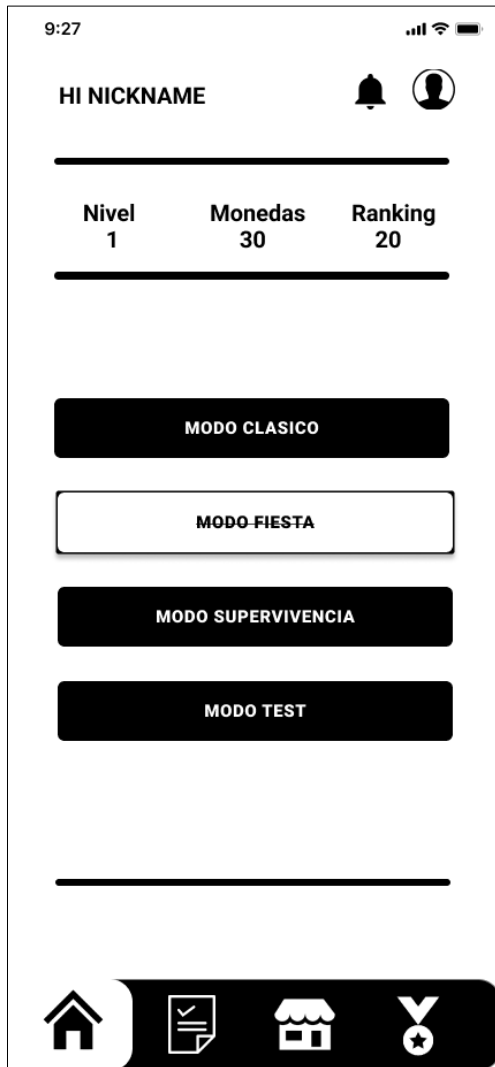 9:27
HI NICKNAME
Nivel Monedas Ranking
1 30 20
MODO CLASICO
MODO FIESTA
MODO SUPERVIVENCIA
MODO TEST